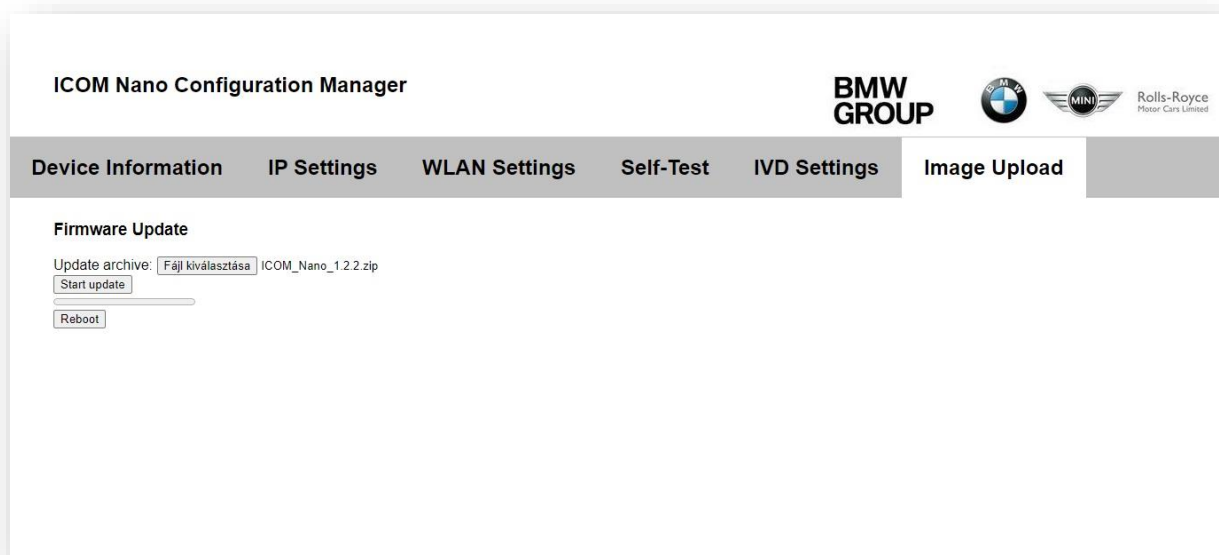 ICOM Nano Configuration Manager
BMW
GROUP
BMW
MINI
Rolls-Royce
Motor Cars Limited
Device Information IP Settings WLAN Settings Self-Test IVD Settings Image Upload
Firmware Update
Update archive: Fájl kiválasztása ICOM_Nano_1.2.2.zip
Start update
Reboot